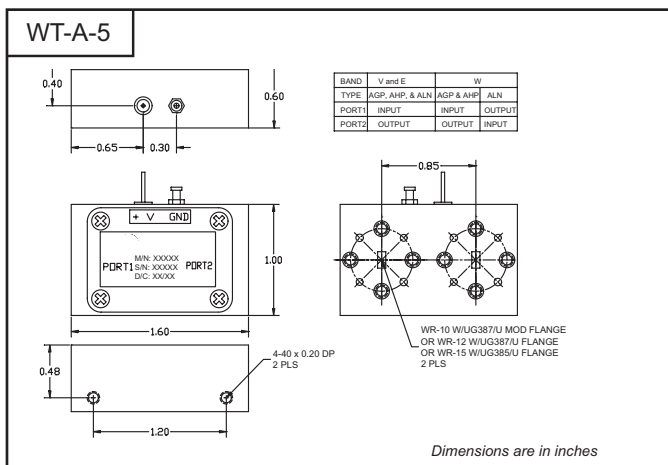 WT-A-5
0.40
0.60
0.65
0.30
BAND V and E W
TYPE AGP, AHP, & ALN AGP & AHP ALN
PORT1 INPUT INPUT OUTPUT
PORT2 OUTPUT OUTPUT INPUT
0.85
+ V GND
PORT1
M/N: XXXXX
S/N: XXXXX
D/C: XX/XX
PORT2
1.00
1.60
WR-10 W/UG387/U MOD FLANGE
OR WR-12 W/UG387/U FLANGE
OR WR-15 W/UG385/U FLANGE
2 PLS
0.48
4-40 x 0.20 DP
2 PLS
1.20
Dimensions are in inches